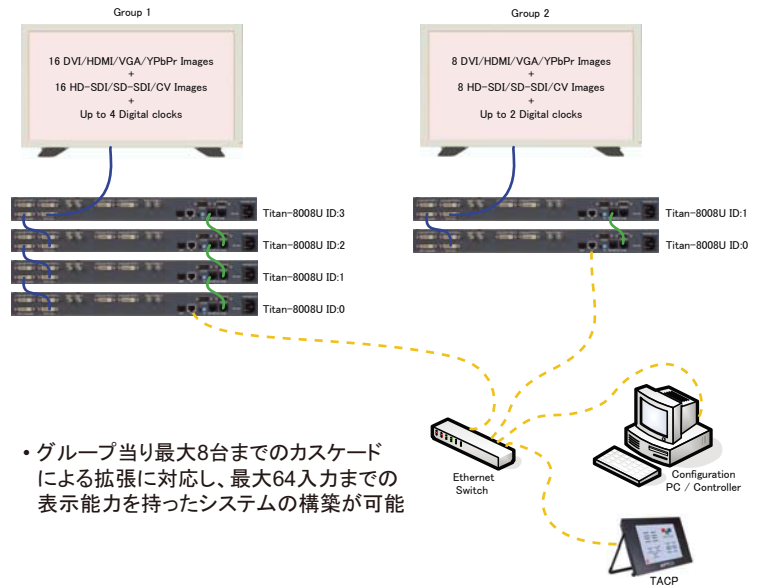 Group 1
16 DVI/HDMI/VGA/YPbPr Images
+
16 HD-SDI/SD-SDI/CV Images
+
Up to 4 Digital clocks
Titan-8008U ID:3
Titan-8008U ID:2
Titan-8008U ID:1
Titan-8008U ID:0
Group 2
8 DVI/HDMI/VGA/YPbPr Images
+
8 HD-SDI/SD-SDI/CV Images
+
Up to 2 Digital clocks
Titan-8008U ID:1
Titan-8008U ID:0
Ethernet
Switch
Configuration
PC / Controller
TACP
• グループ当り最大8台までのカスケード
による拡張に対応し、最大64入力までの
表示能力を持ったシステムの構築が可能